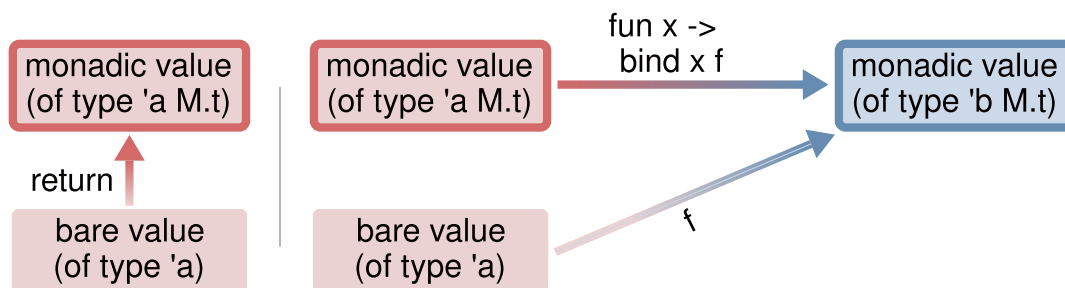 monadic value
(of type 'a M.t)
return
bare value
(of type 'a)
monadic value
(of type 'a M.t)
fun x ->
bind x f
monadic value
(of type 'b M.t)
bare value
(of type 'a)
f